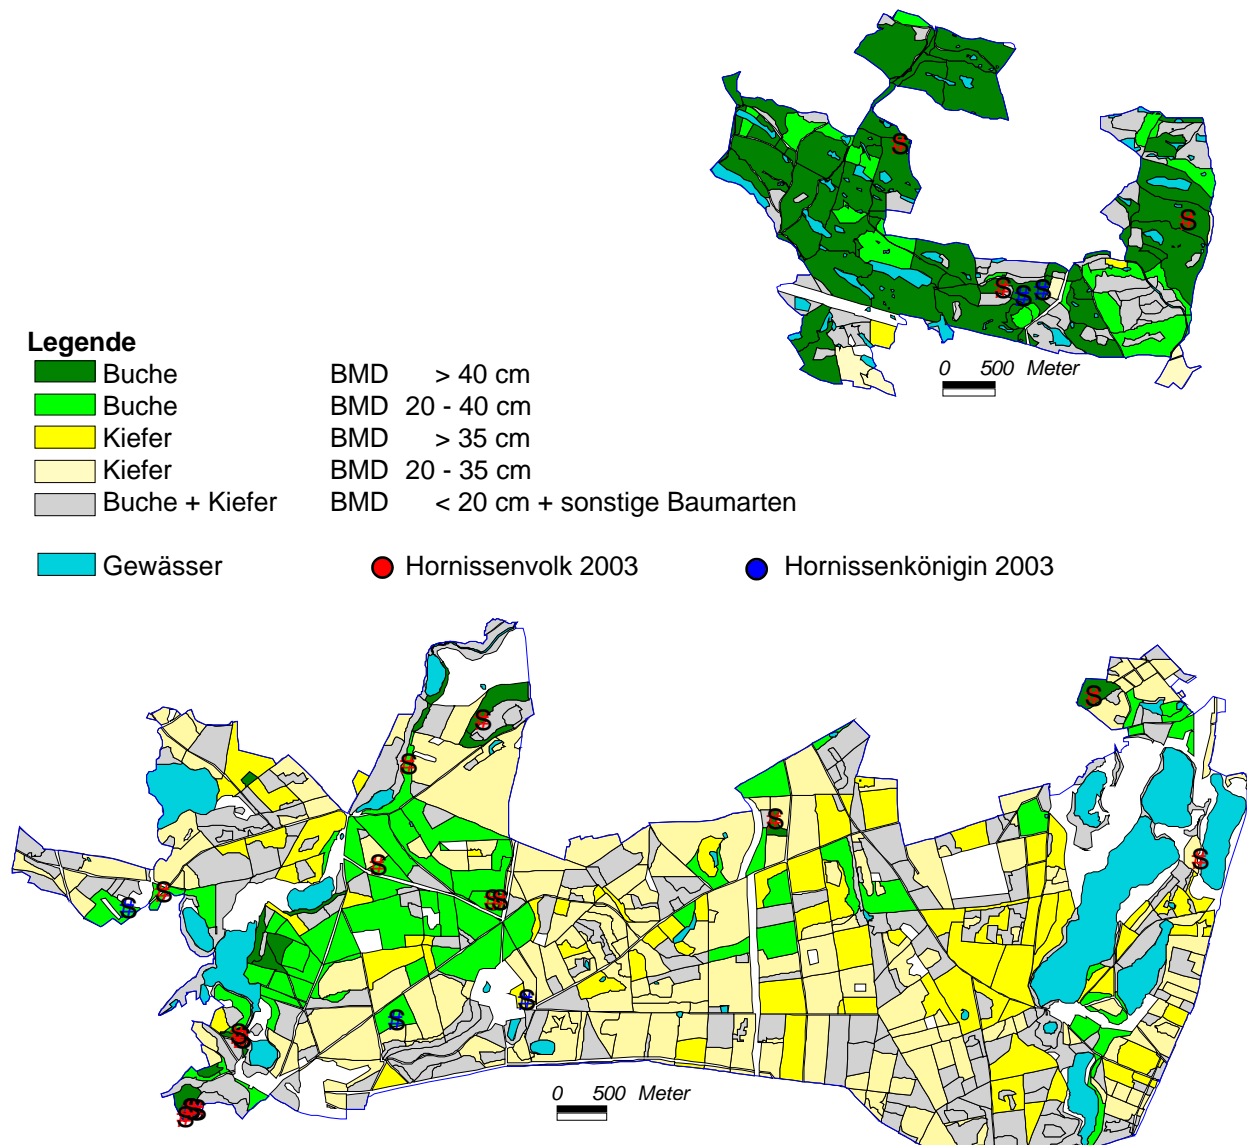 0 500 Meter
Legende
Buche BMD > 40 cm
Buche BMD 20 - 40 cm
Kiefer BMD > 35 cm
Kiefer BMD 20 - 35 cm
Buche + Kiefer BMD < 20 cm + sonstige Baumarten
Gewässer Hornissenvolk 2003 Hornissenkönigin 2003
0 500 Meter